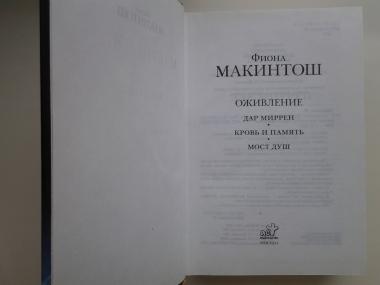 Фиона
МАКИНТОШ
ОЖИВЛЕНИЕ
ДАР МИРРЕН
•
КРОВЬ И ПАМЯТЬ
•
МОСТ ДУШ